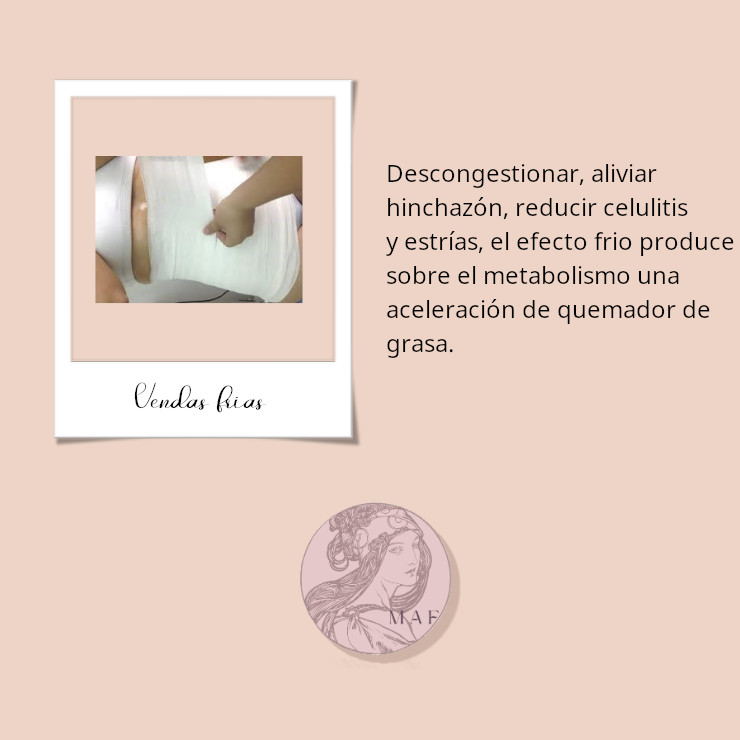 Descongestionar, aliviar
hinchazón, reducir celulitis
y estrías, el efecto frio produce
sobre el metabolismo una
aceleración de quemador de
grasa.
Vendas frias
MAE